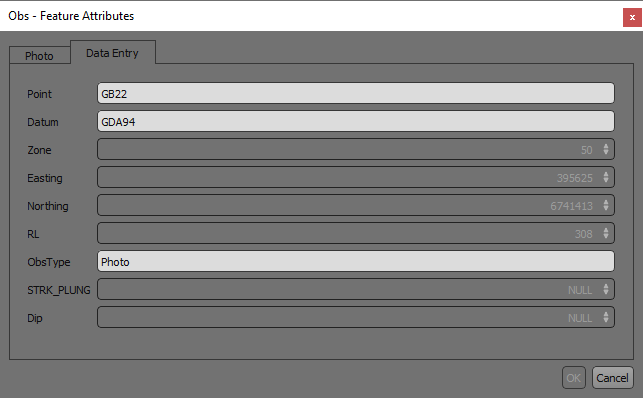 Obs - Feature Attributes
x
Photo
Data Entry
Point GB22
Datum GDA94
Zone 50
Easting 395625
Northing 6741413
RL 308
ObsType Photo
STRK_PLUNG NULL
Dip NULL
OK Cancel